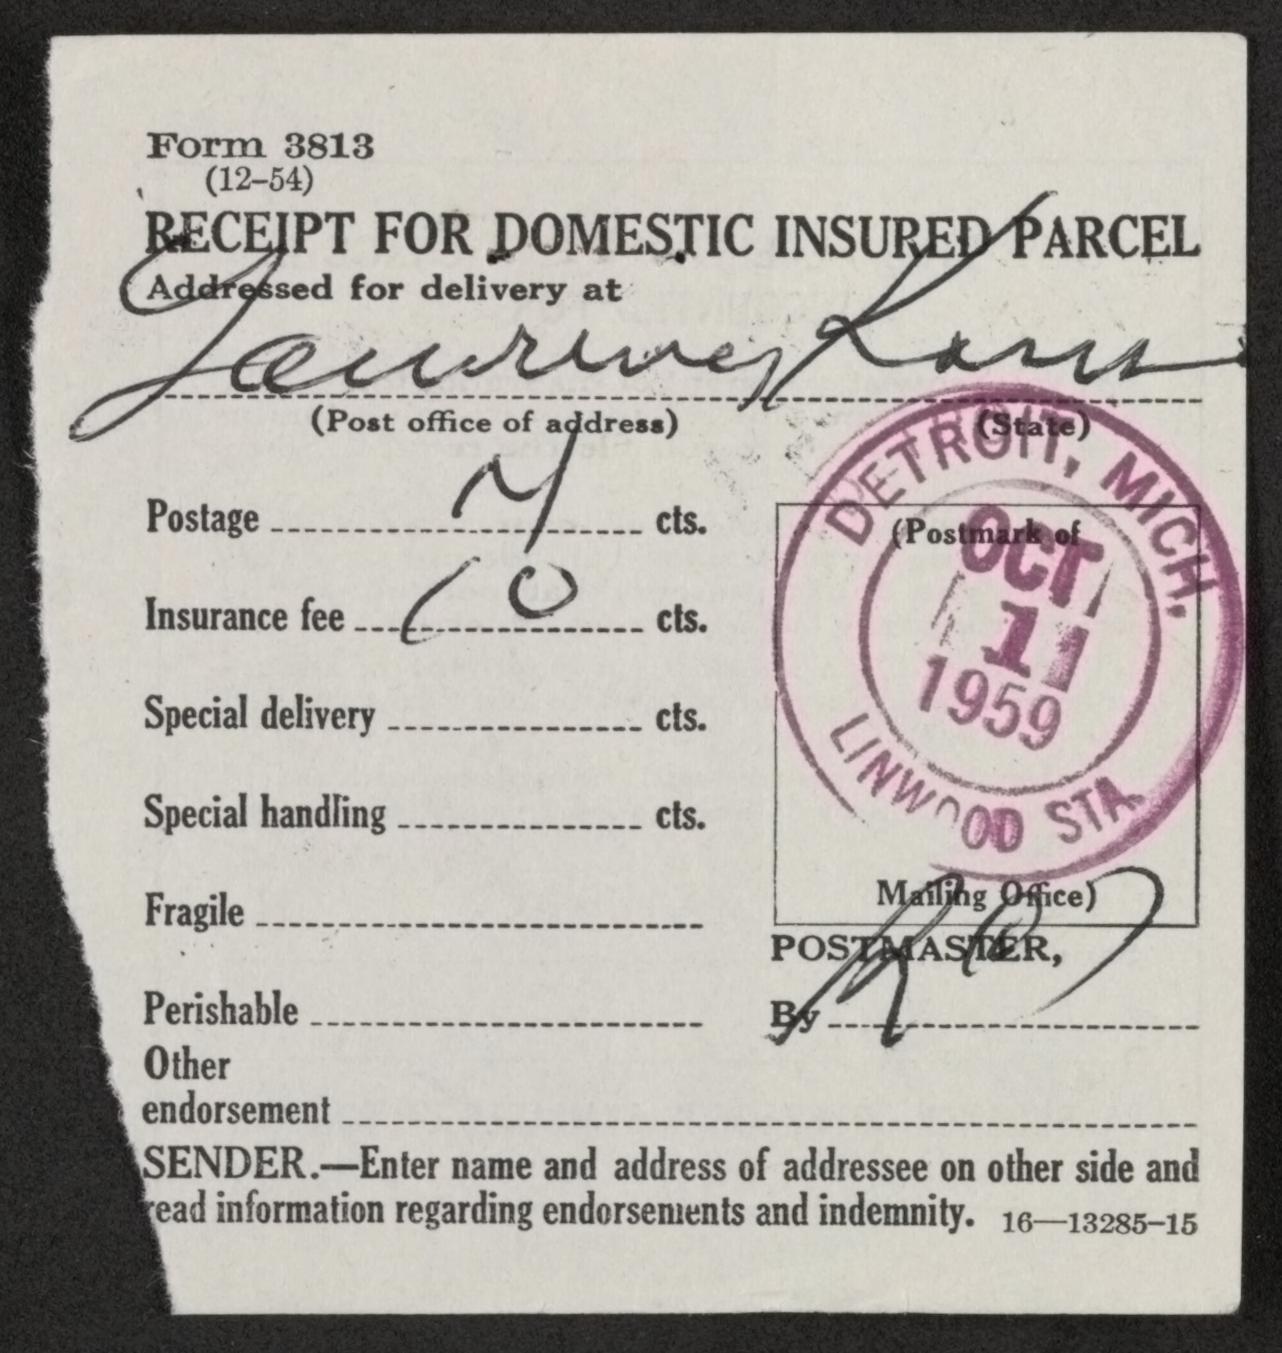 Form 3813
(12–54)
RECEIPT FOR DOMESTIC INSURED PARCEL
Addressed for delivery at
(Post office of address) (State)
Postage cts.
Insurance fee 10 cts.
Special delivery cts.
Special handling cts.
Fragile
Perishable
Other
endorsement
(Postmark of
DETROIT, MICH.
OCT
11
1959
LINWOOD STA.
Mailing Office)
POSTMASTER,
By
SENDER.—Enter name and address of addressee on other side and
read information regarding endorsements and indemnity. 16—13285–15